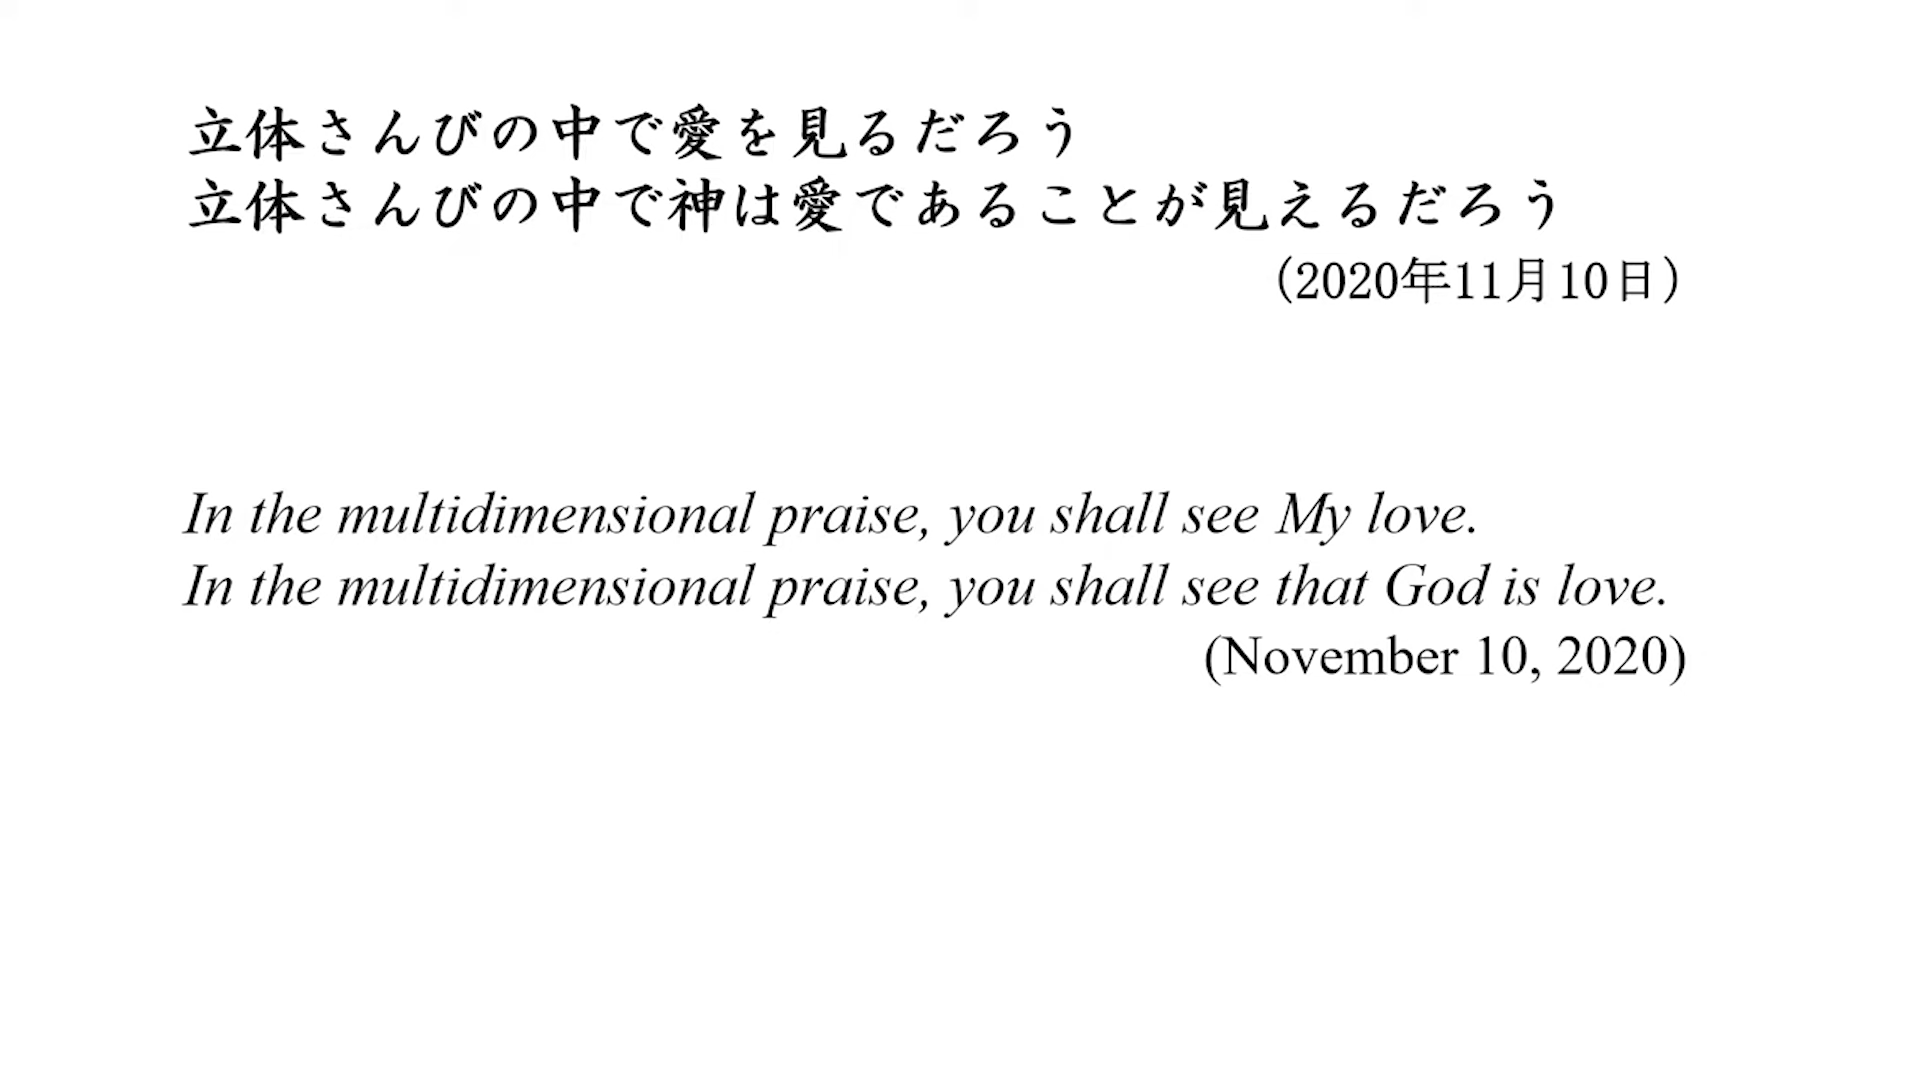 立体さんびの中で愛を見るだろう
立体さんびの中で神は愛であることが見えるだろう
（2020年11月10日）
In the multidimensional praise, you shall see My love.
In the multidimensional praise, you shall see that God is love.
(November 10, 2020)